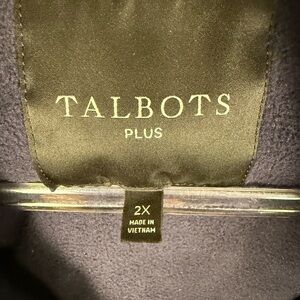 TALBOTS
PLUS
2X
MADE IN
VIETNAM